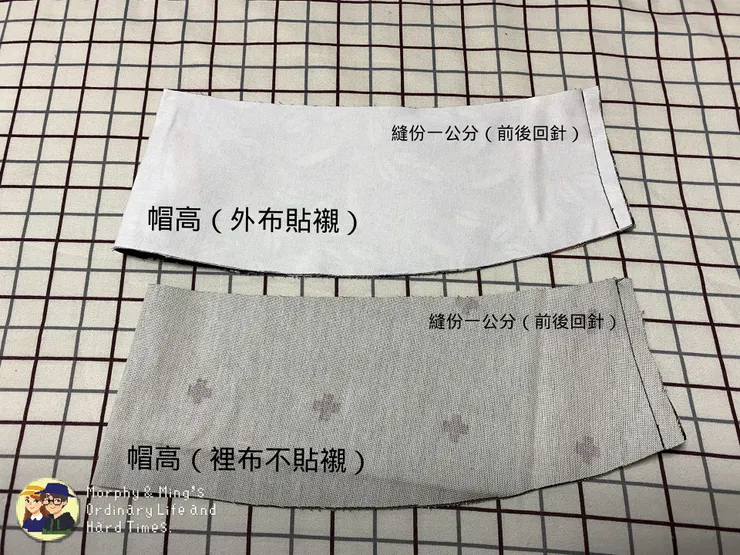 縫份一公分（前後回針）
帽高（外布貼襯）
縫份一公分（前後回針）
帽高（裡布不貼襯）
Morphy & Ming's
Ordinary Life and
Hard Times.